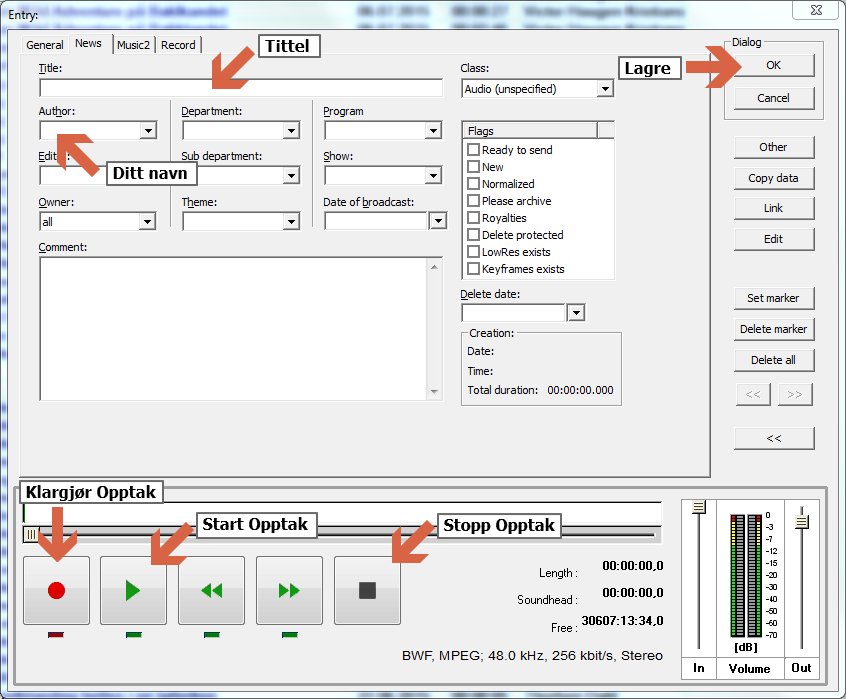 Entry:
General News Music2 Record
Tittel
Title:
Class:
Lagre
Dialog
OK
Audio (unspecified)
Cancel
Author: Department: Program
Flags
Ready to send
New
Normalized
Please archive
Royalties
Delete protected
LowRes exists
Keyframes exists
Other
Copy data
Link
Edit
Sub department: Show:
Ditt navn
Owner: Theme: Date of broadcast:
all
Comment:
Delete date:
Creation:
Date:
Time:
Total duration: 00:00:00.000
Set marker
Delete marker
Delete all
<< >>
<<
Klargjør Opptak
Start Opptak
Stopp Opptak
Length : 00:00:00,0
Soundhead : 00:00:00,0
Free : 30607:13:34,0
BWF, MPEG; 48.0 kHz, 256 kbit/s, Stereo
0
-3
-7
-12
-15
-20
-30
-40
-50
-60
-70
[dB]
In Volume Out